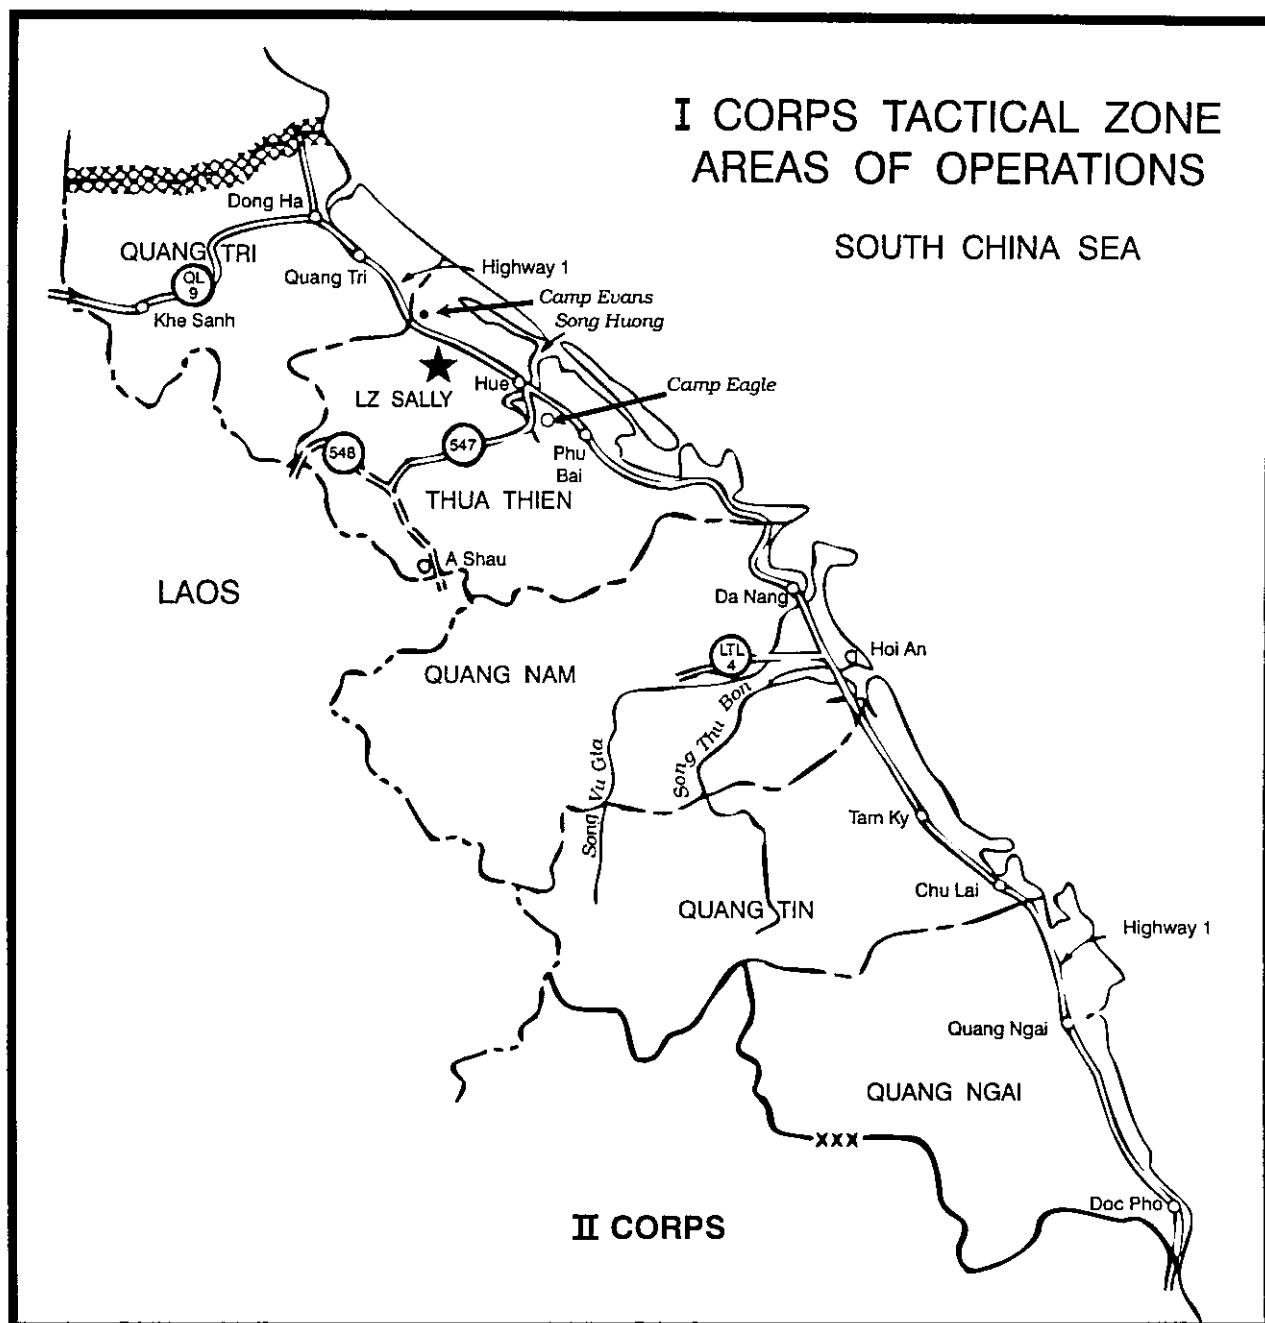 I CORPS TACTICAL ZONE
AREAS OF OPERATIONS
SOUTH CHINA SEA
Dong Ha
QUANG TRI
QL
9
Quang Tri
Highway 1
Khe Sanh
Camp Evans
Song Huong
LZ SALLY
Hue
Camp Eagle
548
547
Phu
Bai
THUA THIEN
A Shau
LAOS
Da Nang
LTL
4
Hoi An
QUANG NAM
Song Thu Bon
Song Vu Gia
Tam Ky
Chu Lai
QUANG TIN
Highway 1
Quang Ngai
QUANG NGAI
XXX
Doc Pho
II CORPS